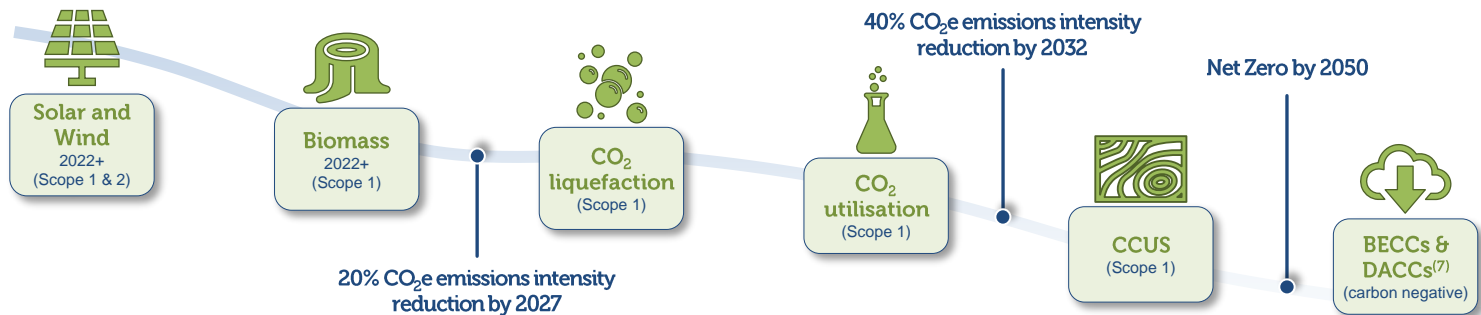 Solar and
Wind
2022+
(Scope 1 & 2)
Biomass
2022+
(Scope 1)
20% CO₂e emissions intensity
reduction by 2027
CO₂
liquefaction
(Scope 1)
CO₂
utilisation
(Scope 1)
40% CO₂e emissions intensity
reduction by 2032
CCUS
(Scope 1)
Net Zero by 2050
BECCs &
DACCs⁽⁷⁾
(carbon negative)